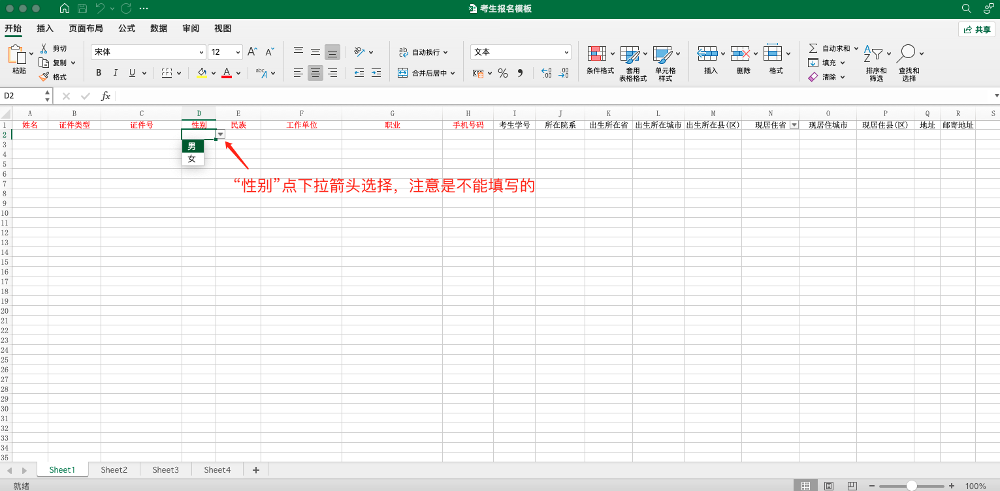 考生报名模板
开始 插入 页面布局 公式 数据 审阅 视图 共享
粘贴 剪切 复制 格式
宋体 12 A A
B I U A abc A
ab 自动换行
合并后居中
文本
% .0 .00 .00 .0
条件格式 套用表格格式 单元格样式
插入 删除 格式
自动求和 填充 清除
排序和筛选 查找和选择
D2 fx
A B C D E F G H I J K L M N O P Q R S
1 姓名 证件类型 证件号 性别 民族 工作单位 职业 手机号码 考生学号 所在院系 出生所在省 出生所在城市 出生所在县(区) 现居住省 现居住城市 现居住县(区) 地址 邮寄地址
2
男
女
“性别”点下拉箭头选择，注意是不能填写的
3
4
5
6
7
8
9
10
11
12
13
14
15
16
17
18
19
20
21
22
23
24
25
26
27
28
29
30
31
32
33
34
35
Sheet1 Sheet2 Sheet3 Sheet4 +
就绪 100%